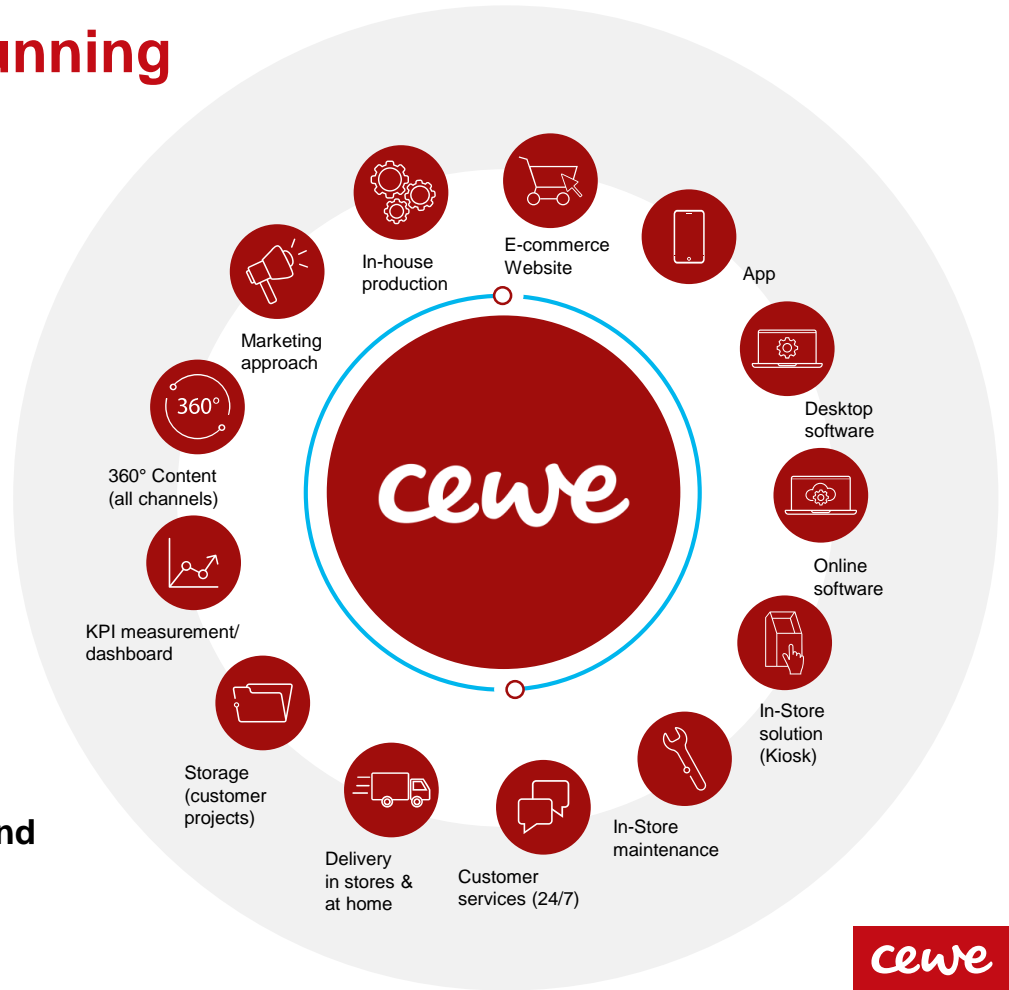 E-commerce
Website
App
Desktop
software
Online
software
In-Store
solution
(Kiosk)
In-Store
maintenance
Customer
services (24/7)
Delivery
in stores &
at home
Storage
(customer
projects)
KPI measurement/
dashboard
360°
360° Content
(all channels)
Marketing
approach
In-house
production
cewe
cewe